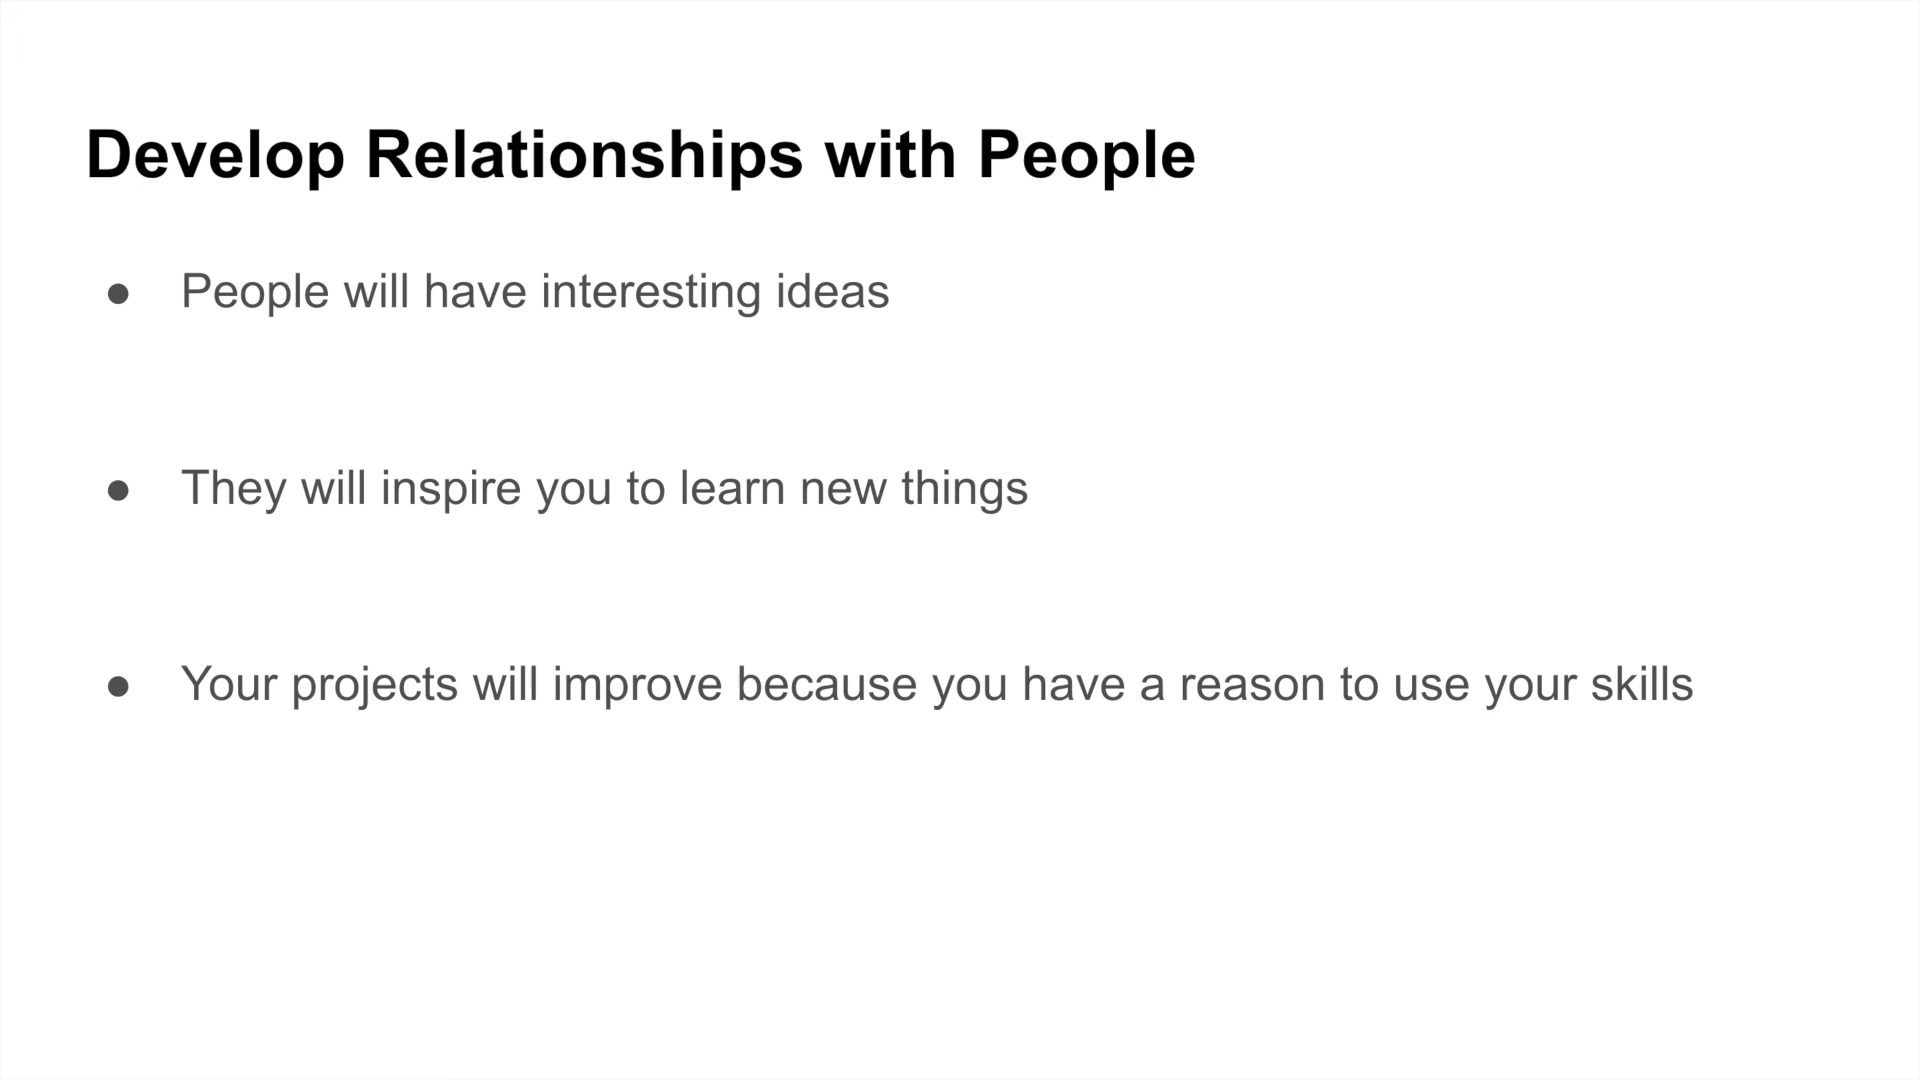 Develop Relationships with People
● People will have interesting ideas
● They will inspire you to learn new things
● Your projects will improve because you have a reason to use your skills